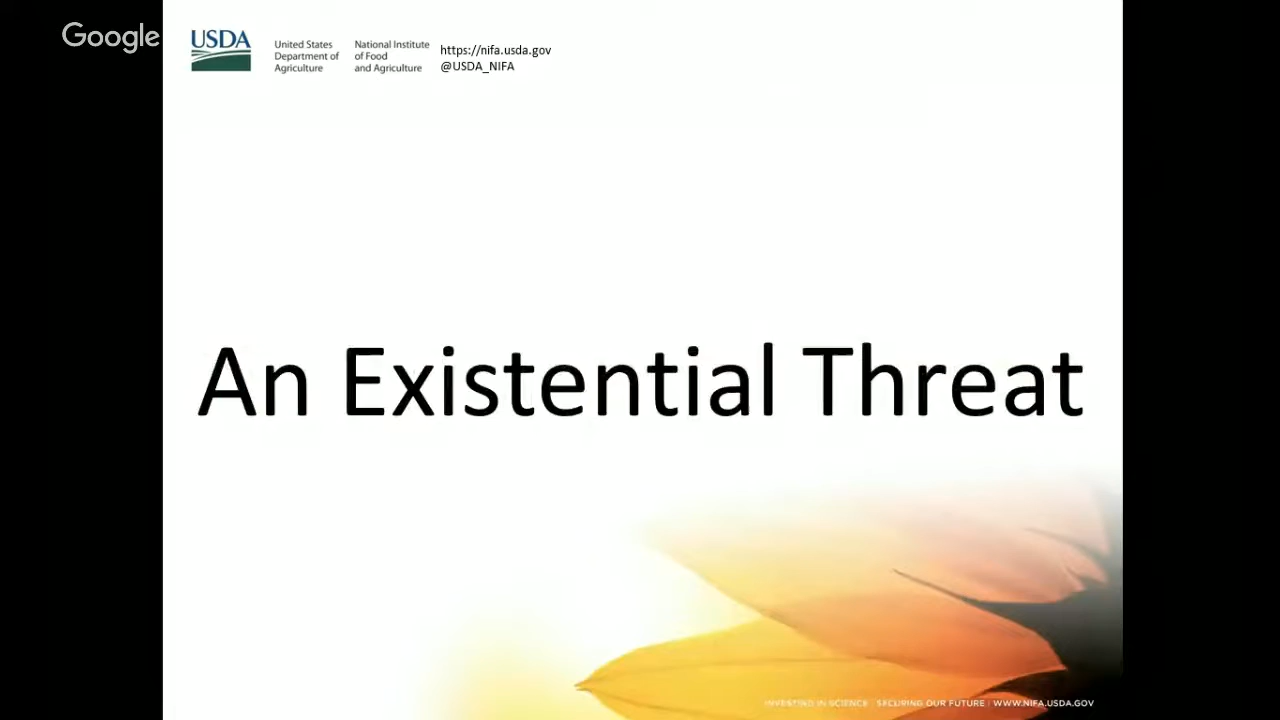 Google
USDA
United States
Department of
Agriculture
National Institute
of Food
and Agriculture
https://nifa.usda.gov
@USDA_NIFA
An Existential Threat
INVESTING IN SCIENCE | SECURING OUR FUTURE | WWW.NIFA.USDA.GOV